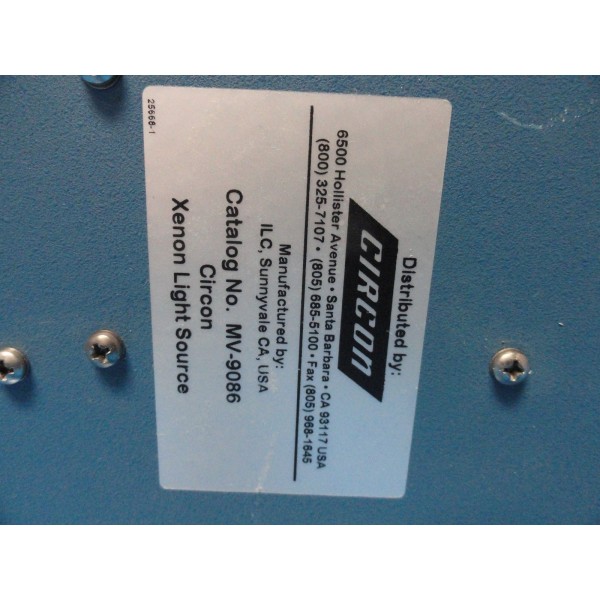 Distributed by:
CIRCON
6500 Hollister Avenue • Santa Barbara • CA 93117 USA
(800) 325-7107 • (805) 685-5100 • Fax (805) 968-1645
Manufactured by:
ILC, Sunnyvale CA, USA
Catalog No. MV-9086
Circon
Xenon Light Source
25666-1